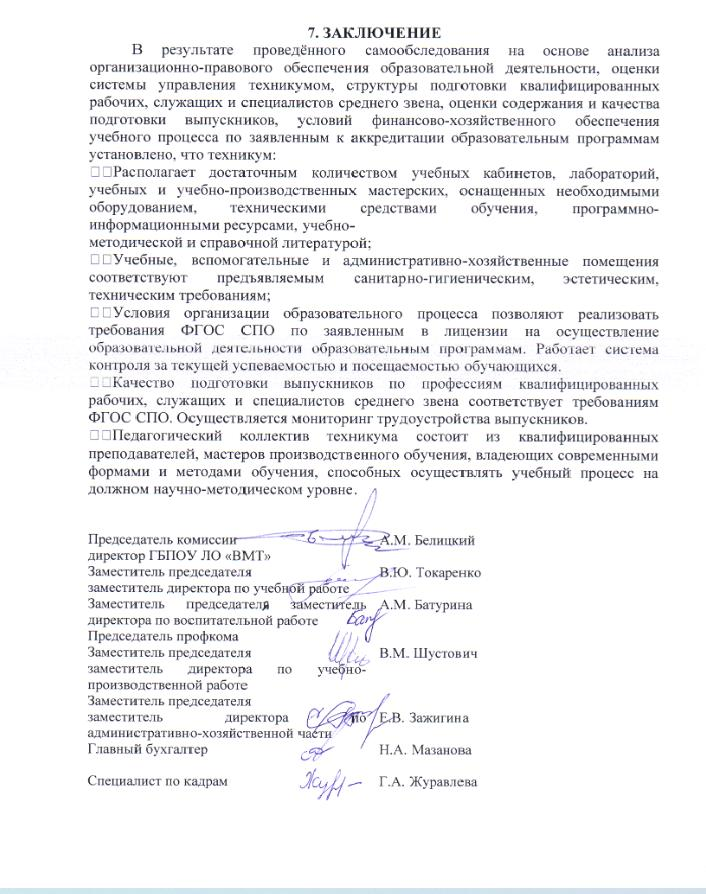 7. ЗАКЛЮЧЕНИЕ
В результате проведённого самообследования на основе анализа
организационно-правового обеспечения образовательной деятельности, оценки
системы управления техникумом, структуры подготовки квалифицированных
рабочих, служащих и специалистов среднего звена, оценки содержания и качества
подготовки выпускников, условий финансово-хозяйственного обеспечения
учебного процесса по заявленным к аккредитации образовательным программам
установлено, что техникум:
Располагает достаточным количеством учебных кабинетов, лабораторий,
учебных и учебно-производственных мастерских, оснащенных необходимыми
оборудованием, техническими средствами обучения, программно-
информационными ресурсами, учебно-
методической и справочной литературой;
Учебные, вспомогательные и административно-хозяйственные помещения
соответствуют предъявляемым санитарно-гигиеническим, эстетическим,
техническим требованиям;
Условия организации образовательного процесса позволяют реализовать
требования ФГОС СПО по заявленным в лицензии на осуществление
образовательной деятельности образовательным программам. Работает система
контроля за текущей успеваемостью и посещаемостью обучающихся.
Качество подготовки выпускников по профессиям квалифицированных
рабочих, служащих и специалистов среднего звена соответствует требованиям
ФГОС СПО. Осуществляется мониторинг трудоустройства выпускников.
Педагогический коллектив техникума состоит из квалифицированных
преподавателей, мастеров производственного обучения, владеющих современными
формами и методами обучения, способных осуществлять учебный процесс на
должном научно-методическом уровне.
Председатель комиссии А.М. Белицкий
директор ГБПОУ ЛО «ВМТ»
Заместитель председателя В.Ю. Токаренко
заместитель директора по учебной работе
Заместитель председателя заместитель А.М. Батурина
директора по воспитательной работе
Председатель профкома
Заместитель председателя В.М. Шустович
заместитель директора по учебно-
производственной работе
Заместитель председателя
заместитель директора по Е.В. Зажигина
административно-хозяйственной части
Главный бухгалтер Н.А. Мазанова
Специалист по кадрам Г.А. Журавлева